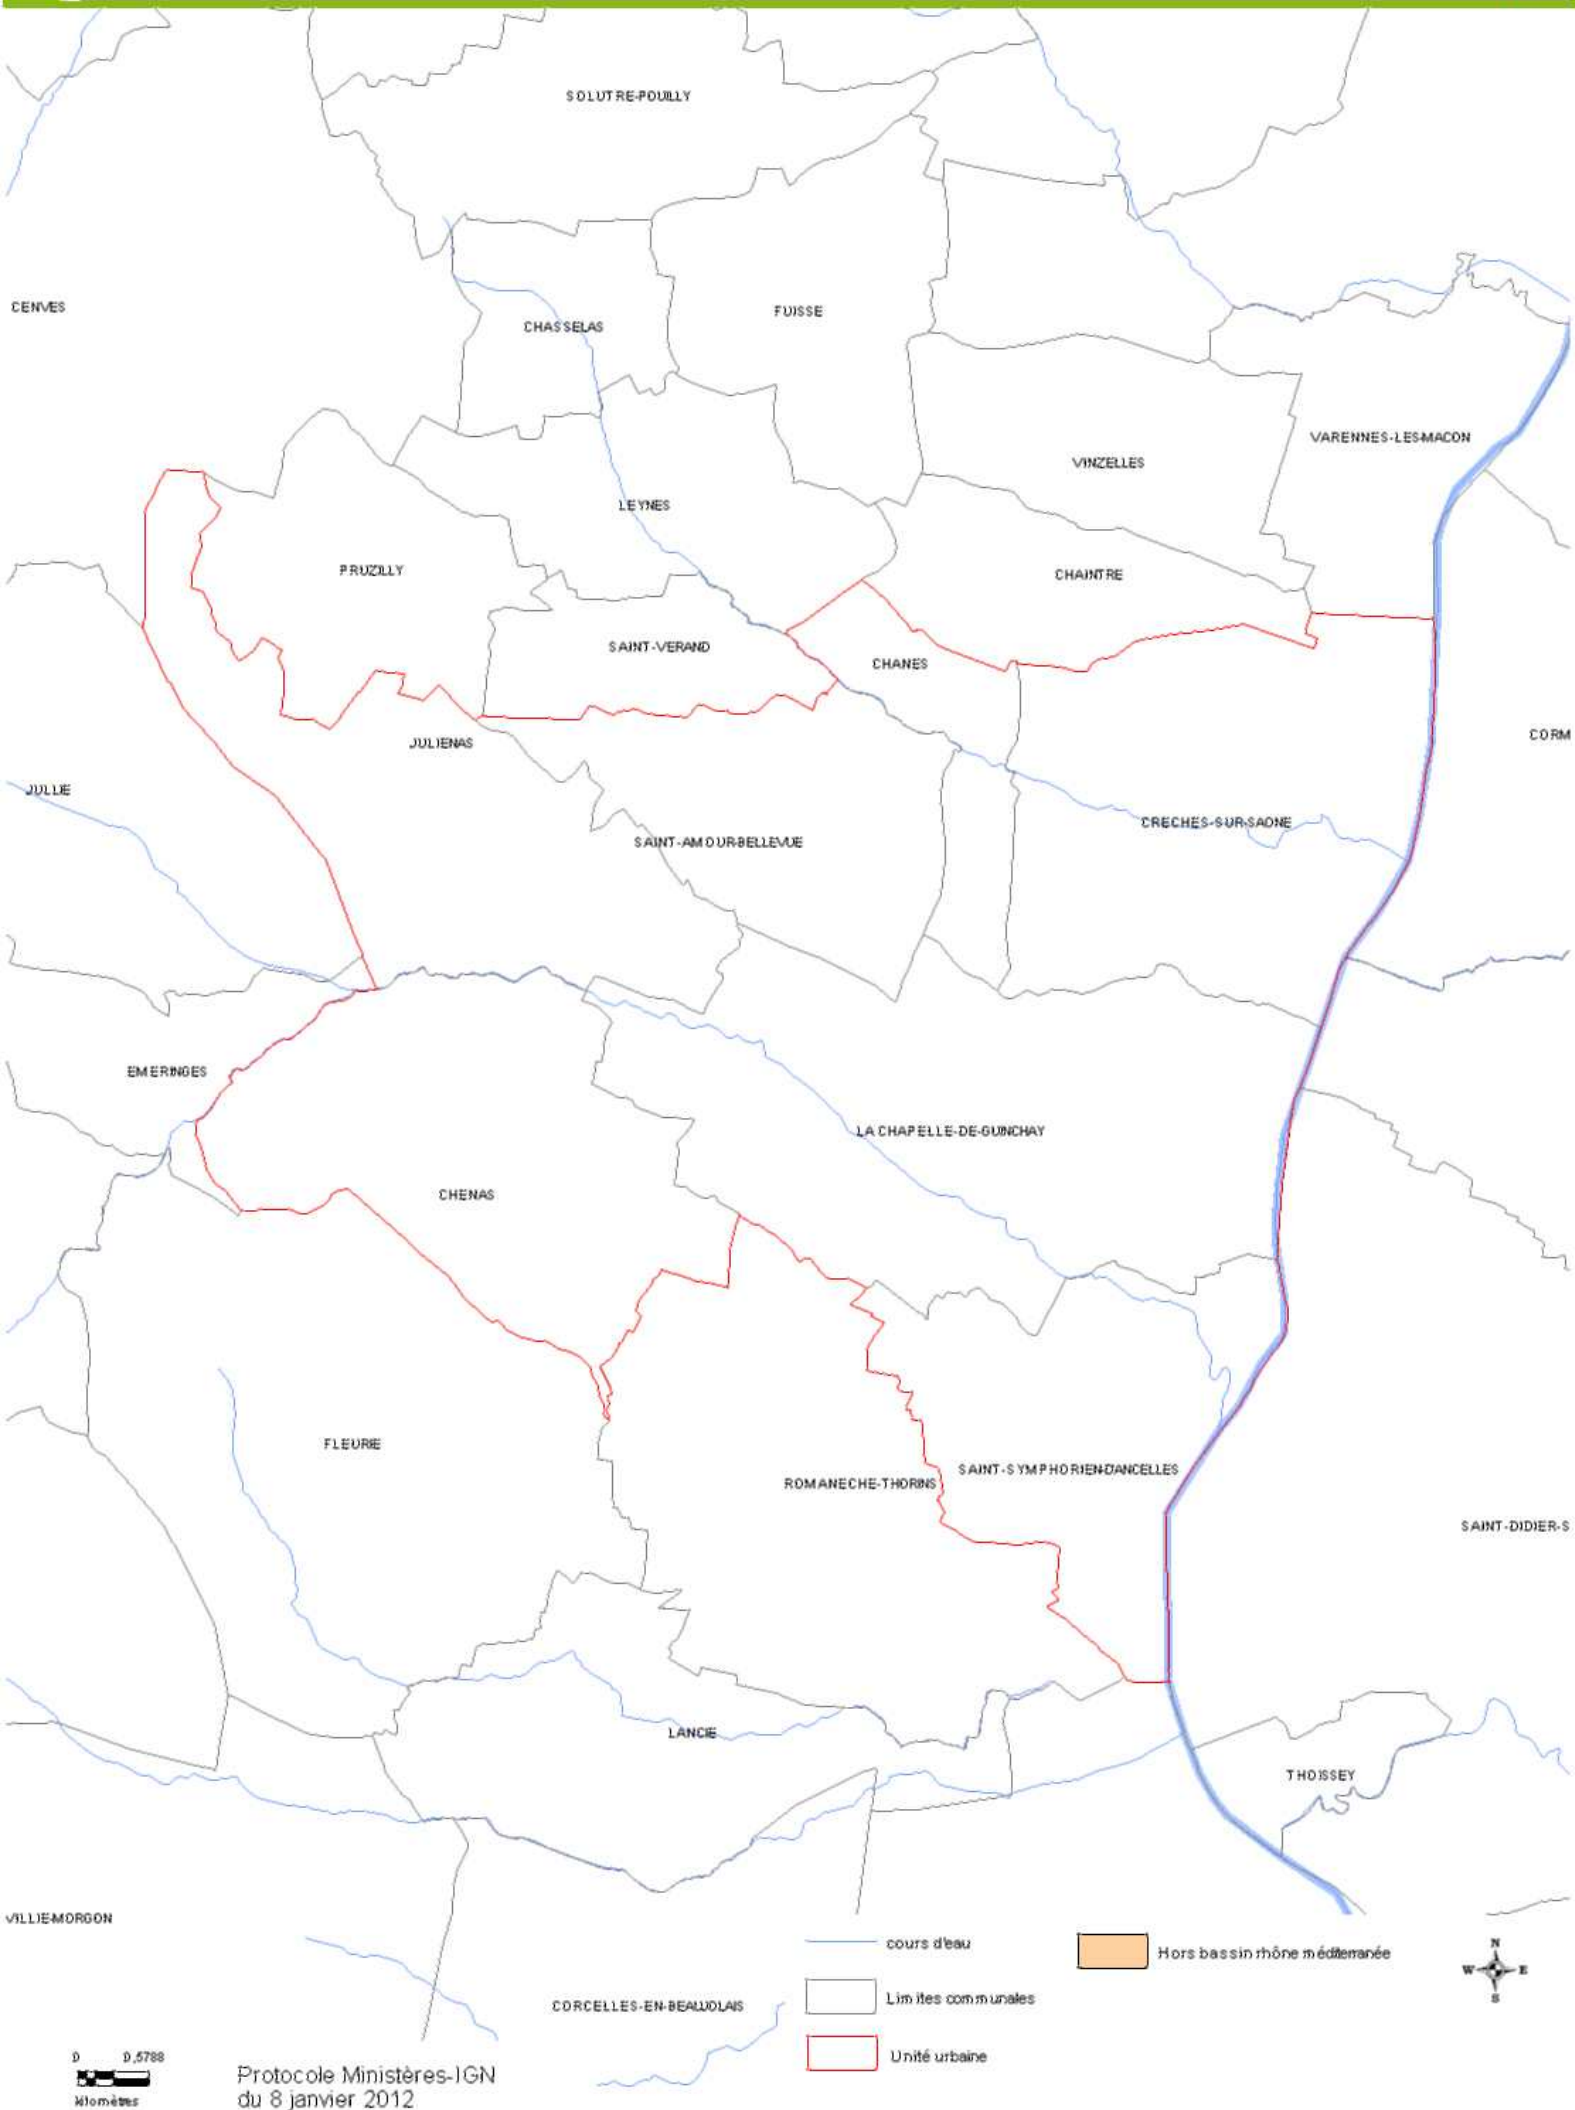 SOLUTRE-POUILLY
CENVES
CHASSELAS
FUISSE
VARENNES-LES-MACON
VINZELLES
LEYNES
PRUZILLY
CHAINTRE
SAINT-VERAND
CHANES
CORM
JULIENAS
JULLIE
CRECHES-SUR-SAONE
SAINT-AMOUR-BELLEVUE
EMERINGES
LA CHAPELLE-DE-GUINCHAY
CHENAS
FLEURIE
SAINT-SYMPHORIEN-D'ANCELLES
ROMANECHE-THORINS
SAINT-DIDIER-S
LANCIE
THOISSEY
VILLIE-MORGON
cours d'eau
Hors bassin rhône méditerranée
N
W E
S
Limites communales
CORCELLES-EN-BEAUJOLAIS
Unité urbaine
0 0,5788
kilomètres
Protocole Ministères-IGN
du 8 janvier 2012